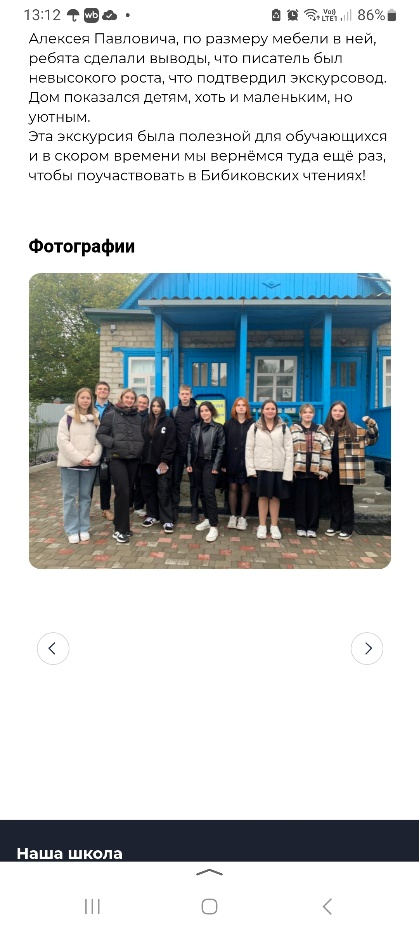 13:12 wb VoI) LTE1 86%
Алексея Павловича, по размеру мебели в ней,
ребята сделали выводы, что писатель был
невысокого роста, что подтвердил экскурсовод.
Дом показался детям, хоть и маленьким, но
уютным.
Эта экскурсия была полезной для обучающихся
и в скором времени мы вернёмся туда ещё раз,
чтобы поучаствовать в Бибиковских чтениях!
Фотографии
Наша школа